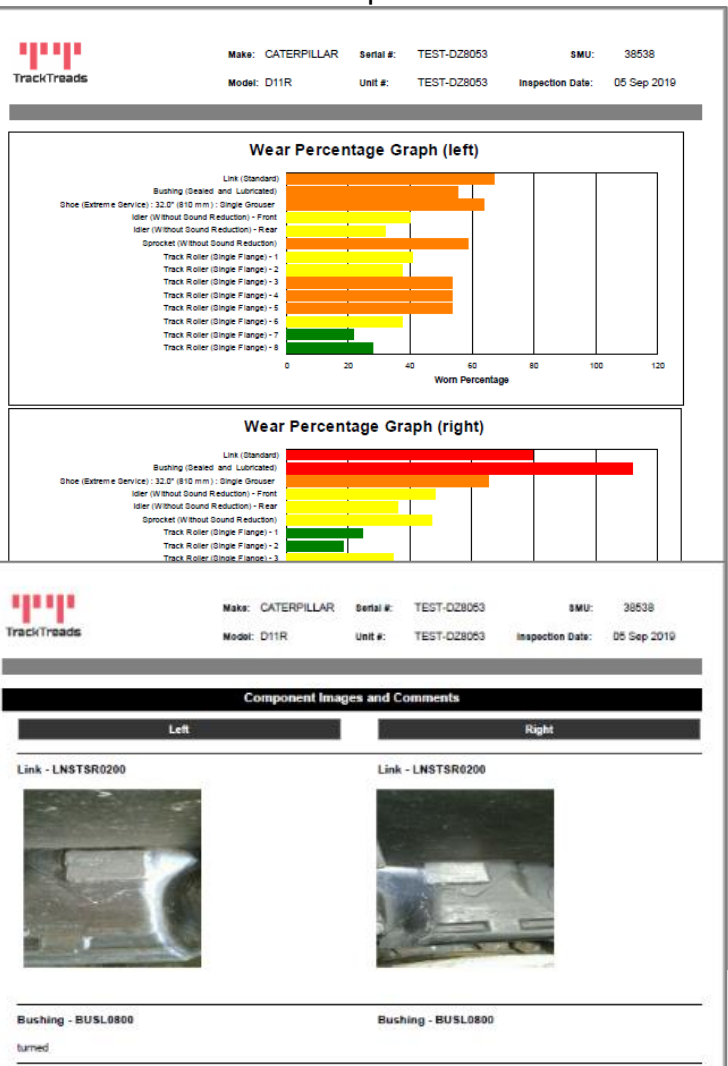 Make: CATERPILLAR Serial #: TEST-DZ8053 SMU: 38538
TrackTreads
Model: D11R Unit #: TEST-DZ8053 Inspection Date: 05 Sep 2019
Wear Percentage Graph (left)
Link (Standard)
Bushing (Sealed and Lubricated)
Shoe (Extreme Service) : 32.0" (810 mm) : Single Grouser
Idler (Without Sound Reduction) - Front
Idler (Without Sound Reduction) - Rear
Sprocket (Without Sound Reduction)
Track Roller (Single Flange) - 1
Track Roller (Single Flange) - 2
Track Roller (Single Flange) - 3
Track Roller (Single Flange) - 4
Track Roller (Single Flange) - 5
Track Roller (Single Flange) - 6
Track Roller (Single Flange) - 7
Track Roller (Single Flange) - 8
0 20 40 60 80 100 120
Worn Percentage
Wear Percentage Graph (right)
Link (Standard)
Bushing (Sealed and Lubricated)
Shoe (Extreme Service) : 32.0" (810 mm) : Single Grouser
Idler (Without Sound Reduction) - Front
Idler (Without Sound Reduction) - Rear
Sprocket (Without Sound Reduction)
Track Roller (Single Flange) - 1
Track Roller (Single Flange) - 2
Track Roller (Single Flange) - 3
Make: CATERPILLAR Serial #: TEST-DZ8053 SMU: 38538
TrackTreads
Model: D11R Unit #: TEST-DZ8053 Inspection Date: 05 Sep 2019
Component Images and Comments
Left Right
Link - LNSTSR0200 Link - LNSTSR0200
Bushing - BUSL0800 Bushing - BUSL0800
turned